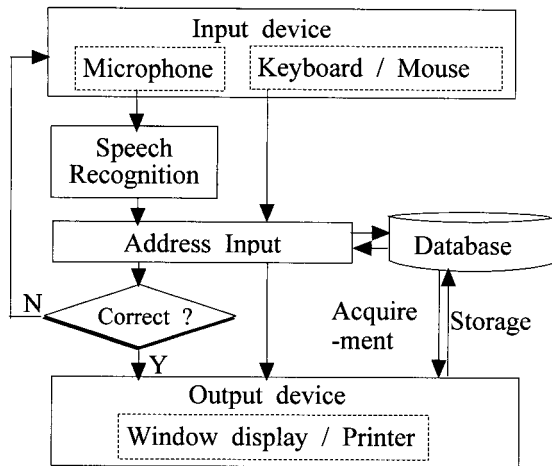 Input device
Microphone
Keyboard / Mouse
Speech
Recognition
Address Input
Database
N
Correct ?
Y
Acquire
-ment
Storage
Output device
Window display / Printer